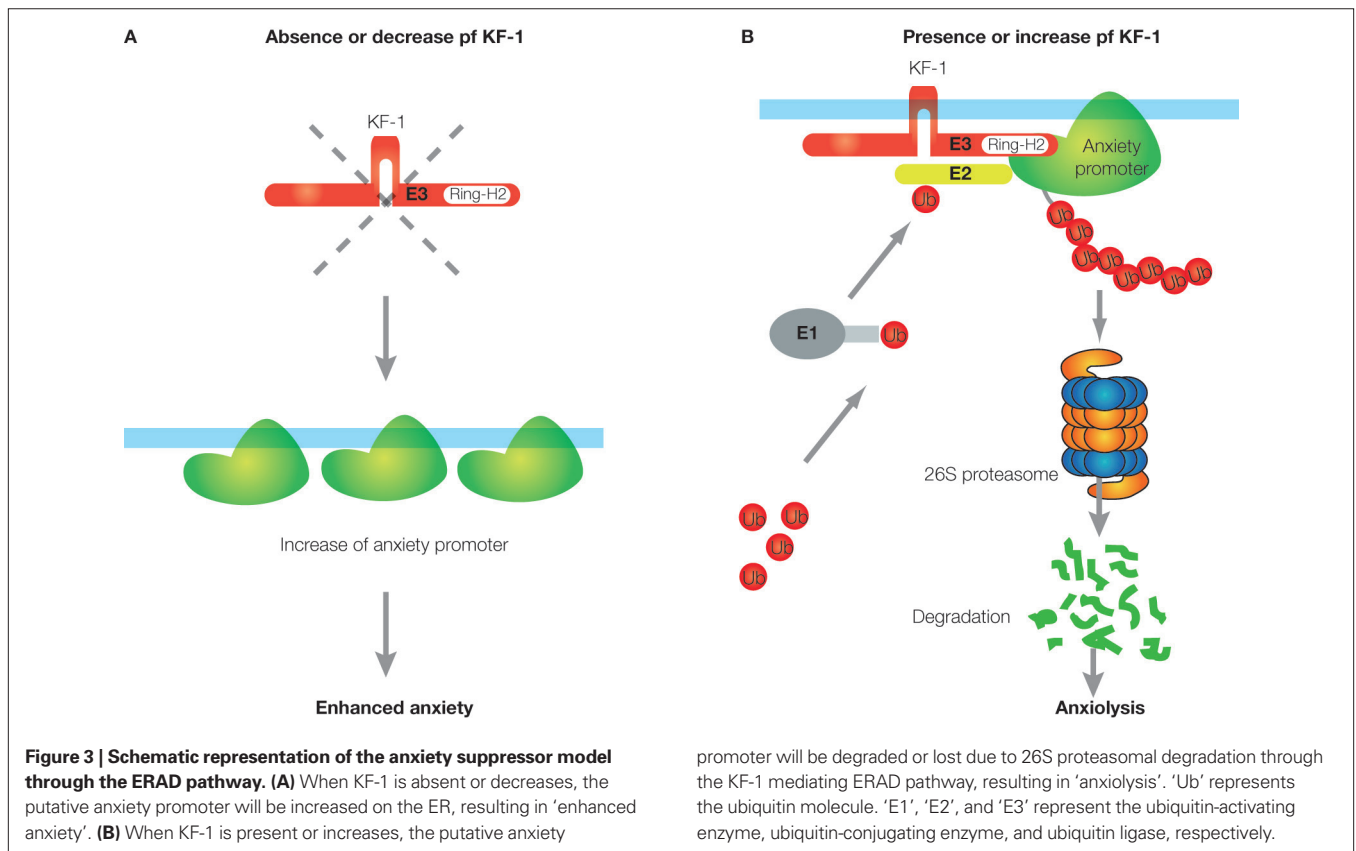 A
Absence or decrease pf KF-1
KF-1
E3
Ring-H2
Increase of anxiety promoter
Enhanced anxiety
B
Presence or increase pf KF-1
KF-1
E3
Ring-H2
Anxiety
promoter
E2
Ub
Ub
Ub
Ub
Ub
Ub
Ub
Ub
Ub
E1
Ub
26S proteasome
Ub
Ub
Ub
Ub
Degradation
Anxiolysis
Figure 3 | Schematic representation of the anxiety suppressor model
through the ERAD pathway. (A) When KF-1 is absent or decreases, the
putative anxiety promoter will be increased on the ER, resulting in ‘enhanced
anxiety’. (B) When KF-1 is present or increases, the putative anxiety
promoter will be degraded or lost due to 26S proteasomal degradation through
the KF-1 mediating ERAD pathway, resulting in ‘anxiolysis’. ‘Ub’ represents
the ubiquitin molecule. ‘E1’, ‘E2’, and ‘E3’ represent the ubiquitin-activating
enzyme, ubiquitin-conjugating enzyme, and ubiquitin ligase, respectively.